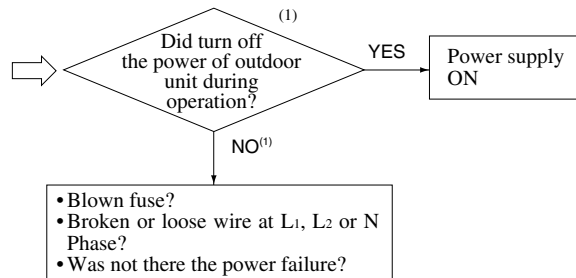 (1)
Did turn off
the power of outdoor
unit during
operation?
YES
Power supply
ON
NO(1)
• Blown fuse?
• Broken or loose wire at L1, L2 or N
Phase?
• Was not there the power failure?